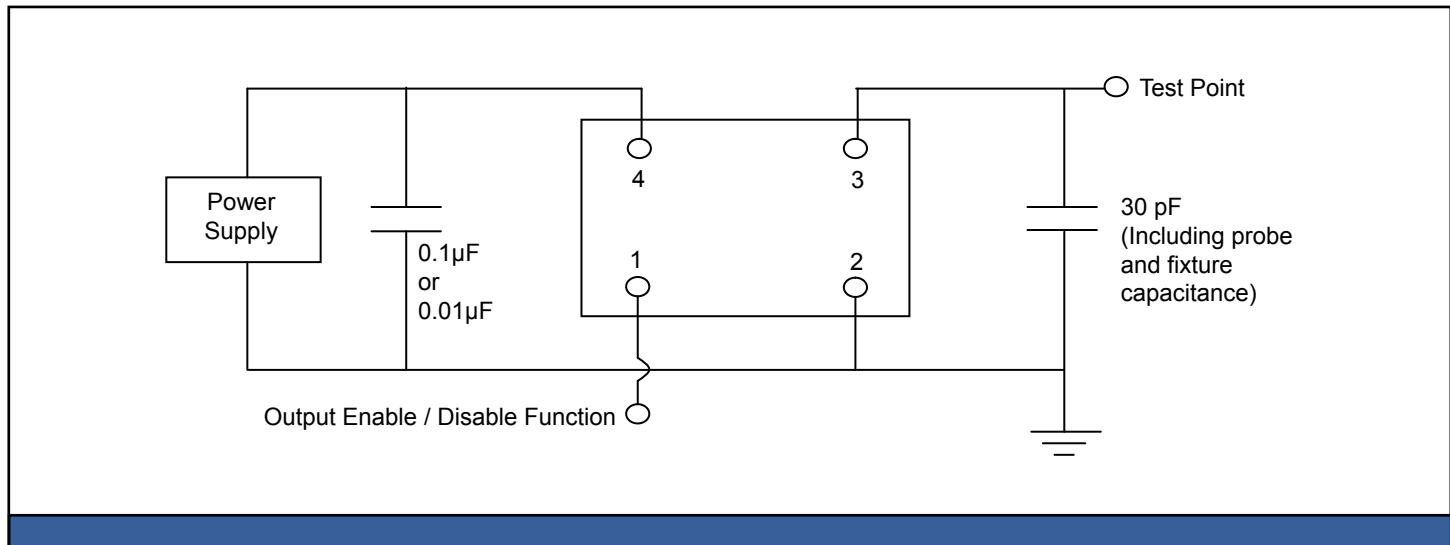 Test Point
4
3
Power
Supply
30 pF
(Including probe
and fixture
capacitance)
0.1µF
or
0.01µF
1
2
Output Enable / Disable Function